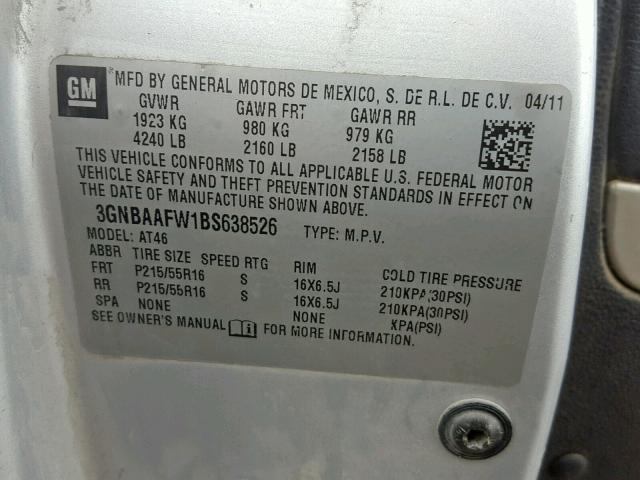 GM MFD BY GENERAL MOTORS DE MEXICO, S. DE R.L. DE C.V. 04/11
GVWR GAWR FRT GAWR RR
1923 KG 980 KG 979 KG
4240 LB 2160 LB 2158 LB
THIS VEHICLE CONFORMS TO ALL APPLICABLE U.S. FEDERAL MOTOR
VEHICLE SAFETY AND THEFT PREVENTION STANDARDS IN EFFECT ON
THE DATE OF MANUFACTURE SHOWN ABOVE.
3GNBAAFW1BS638526 TYPE: M.P.V.
MODEL: AT46
ABBR TIRE SIZE SPEED RTG RIM COLD TIRE PRESSURE
FRT P215/55R16 S 16X6.5J 210KPA(30PSI)
RR P215/55R16 S 16X6.5J 210KPA(30PSI)
SPA NONE NONE KPA(PSI)
SEE OWNER'S MANUAL FOR MORE INFORMATION.